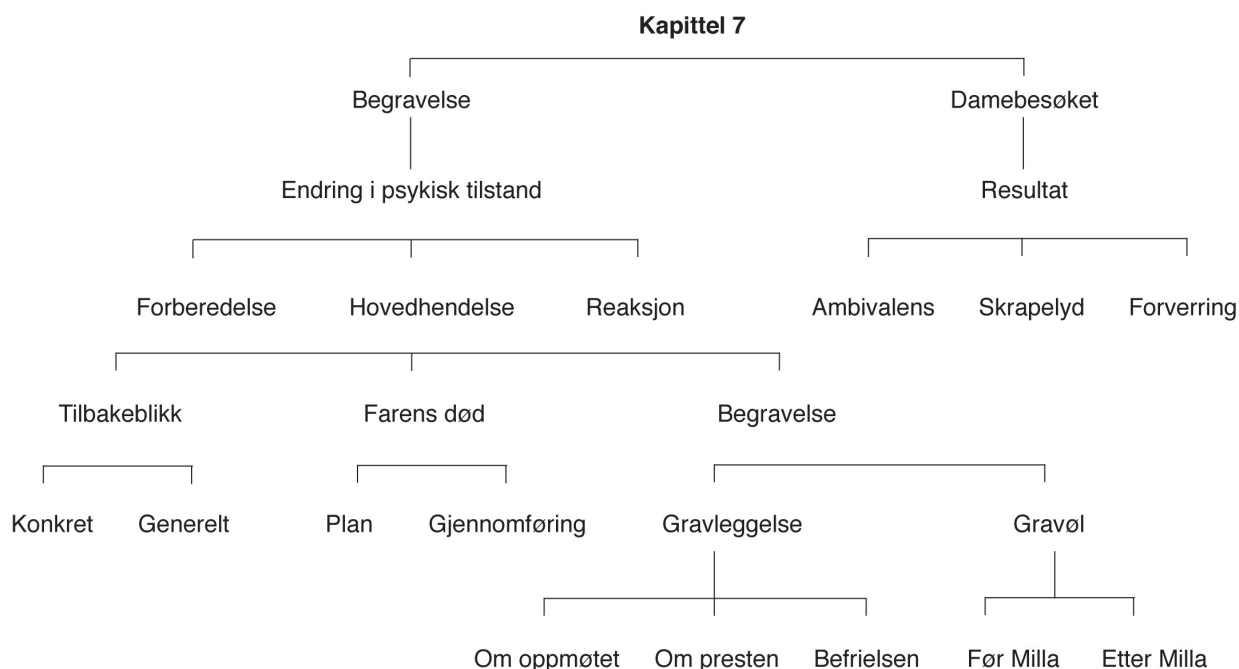 Kapittel 7
Begravelse Damebesøket
Endring i psykisk tilstand Resultat
Forberedelse Hovedhendelse Reaksjon Ambivalens Skrapelyd Forverring
Tilbakeblikk Farens død Begravelse
Konkret Generelt Plan Gjennomføring Gravleggelse Gravøl
Om oppmøtet Om presten Befrielsen Før Milla Etter Milla